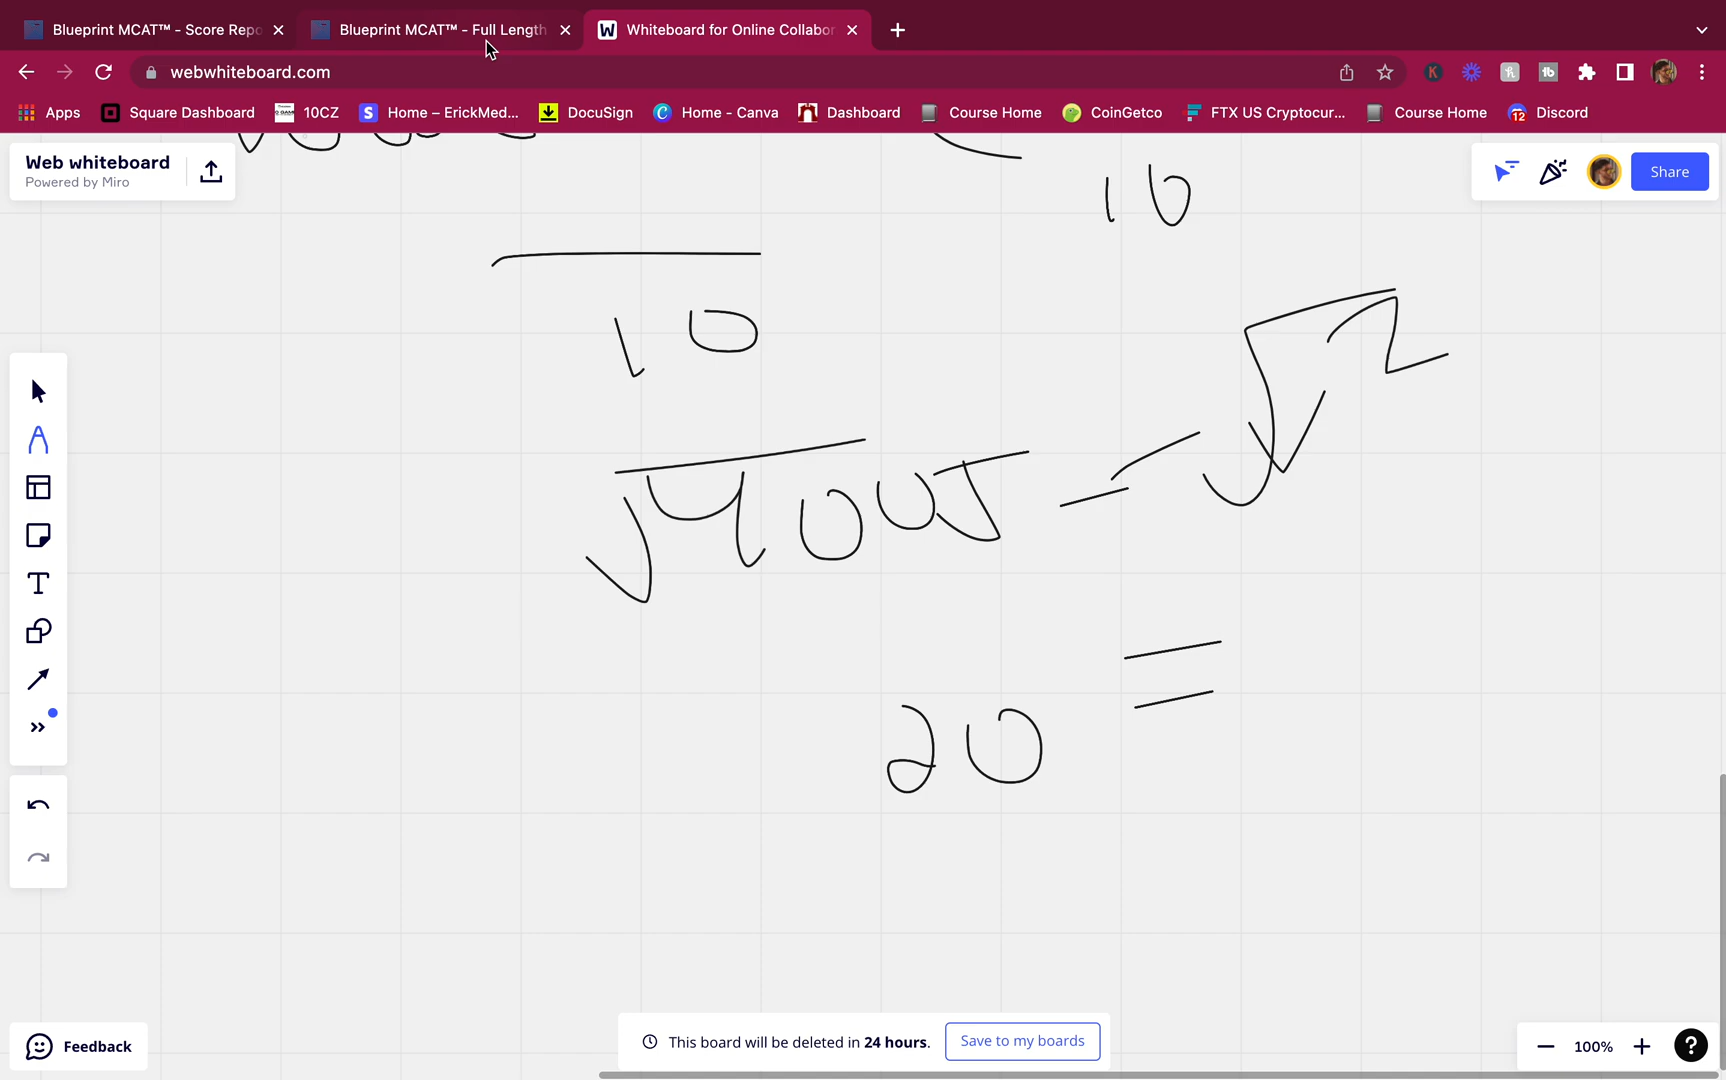 Blueprint MCAT™ - Score Repo
Blueprint MCAT™ - Full Length
Whiteboard for Online Collabor
webwhiteboard.com
Apps
Square Dashboard
10CZ
Home – ErickMed...
DocuSign
Home - Canva
Dashboard
Course Home
CoinGetco
FTX US Cryptocur...
Course Home
12
Discord
Web whiteboard
Powered by Miro
Share
10
10
√400
20 =
Feedback
This board will be deleted in 24 hours.
Save to my boards
100%